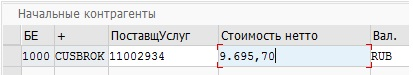 Начальные контрагенты
БЕ + ПоставщУслуг Стоимость нетто Вал.
1000 CUSBROK 11002934 9.695,70 RUB